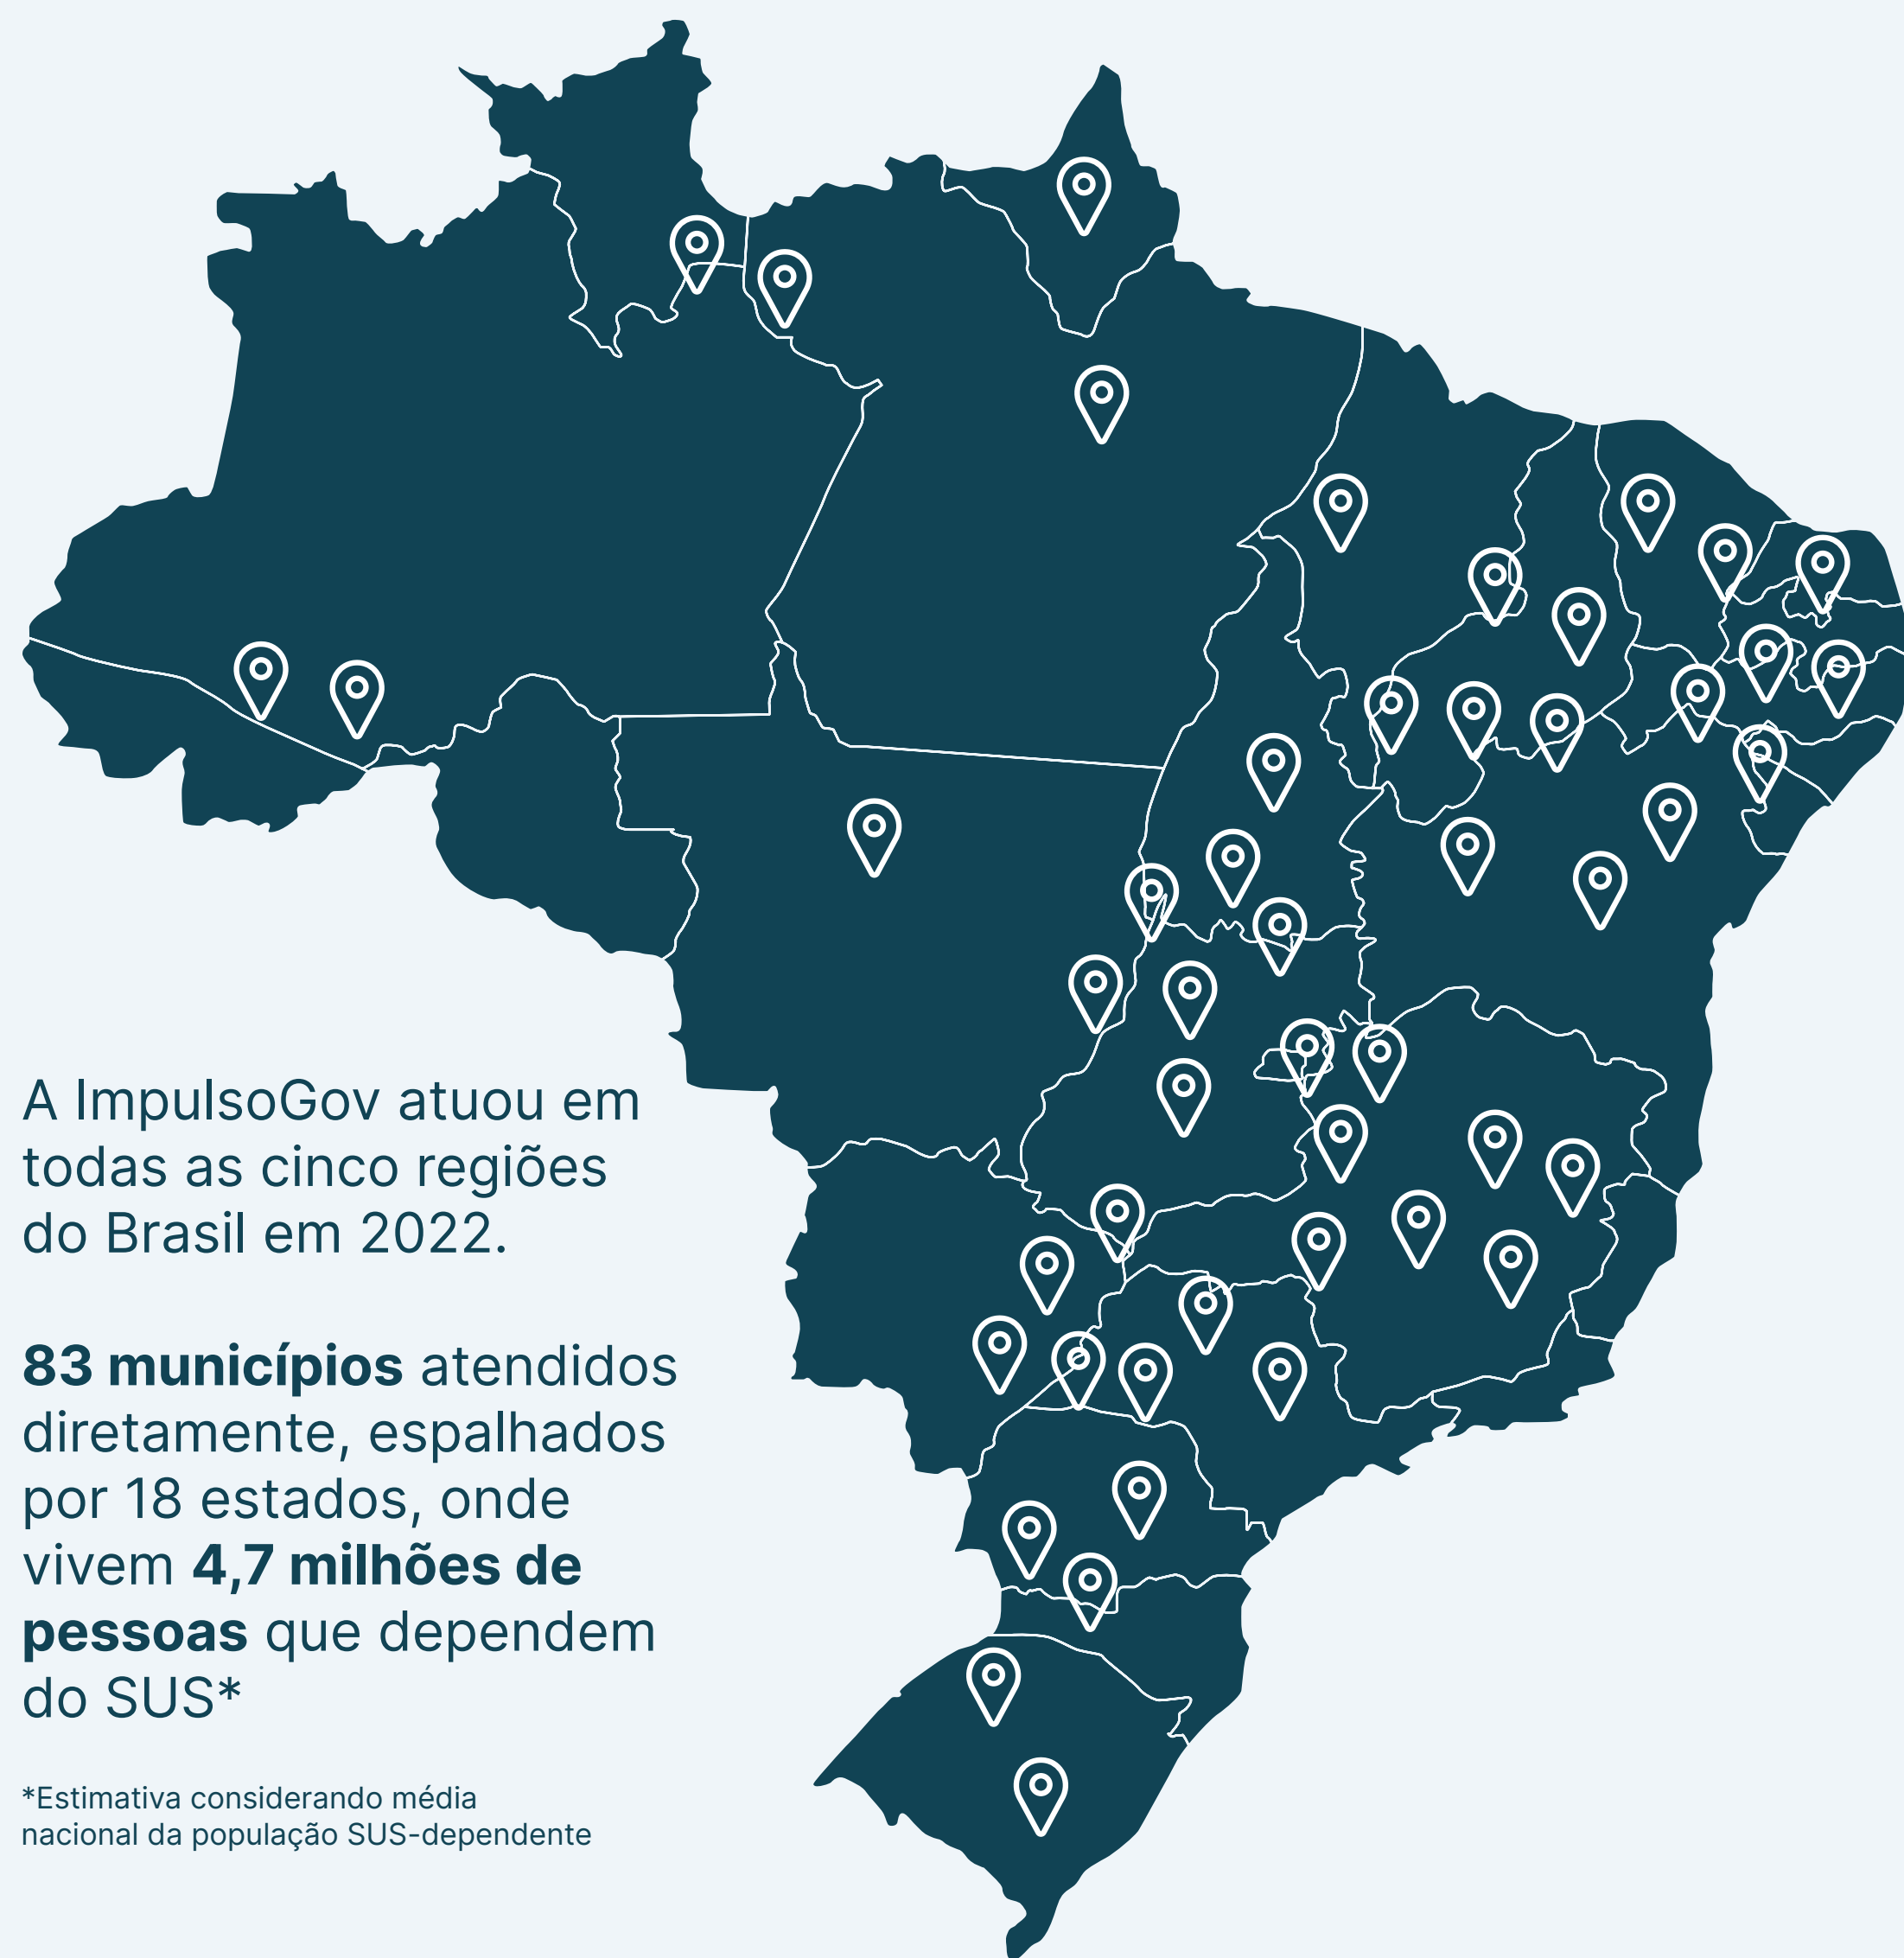 A ImpulsoGov atuou em
todas as cinco regiões
do Brasil em 2022.
83 municípios atendidos
diretamente, espalhados
por 18 estados, onde
vivem 4,7 milhões de
pessoas que dependem
do SUS*
*Estimativa considerando média
nacional da população SUS-dependente